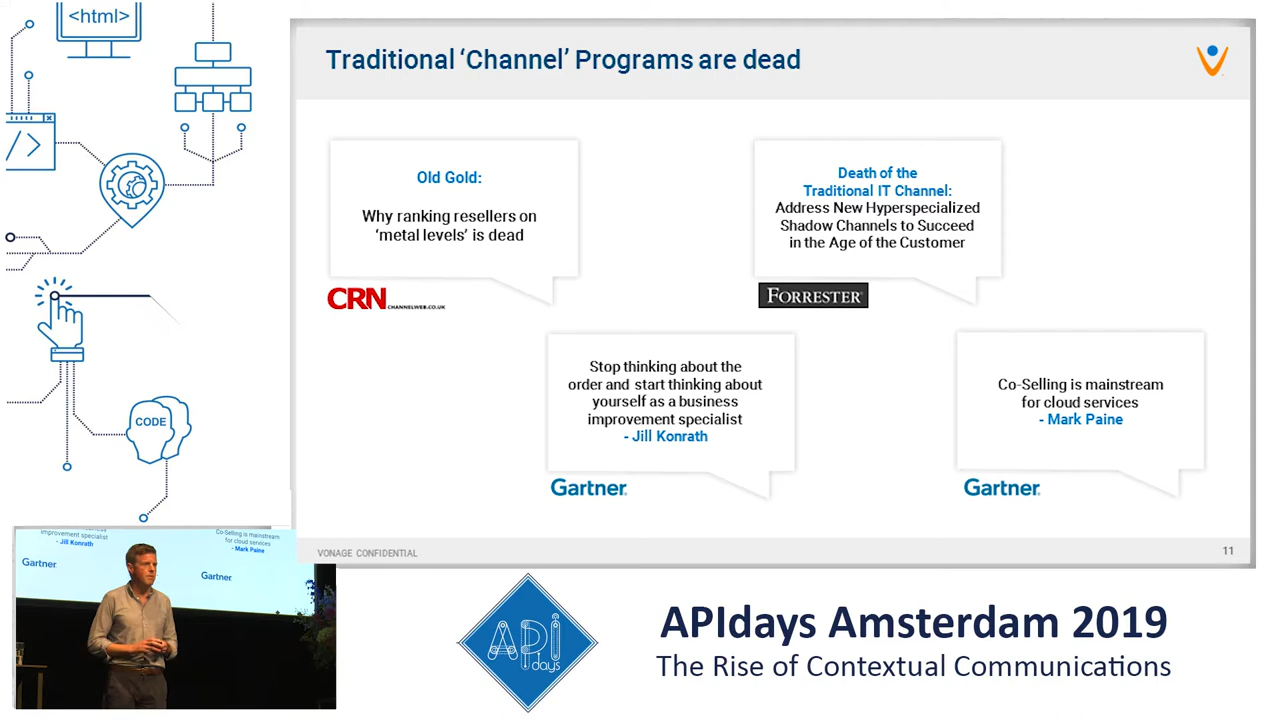 <html>
Traditional ‘Channel’ Programs are dead
Old Gold:
Why ranking resellers on
‘metal levels’ is dead
CRN CHANNELWEB.CO.UK
Death of the
Traditional IT Channel:
Address New Hyperspecialized
Shadow Channels to Succeed
in the Age of the Customer
FORRESTER®
Stop thinking about the
order and start thinking about
yourself as a business
improvement specialist
- Jill Konrath
Gartner®
Co-Selling is mainstream
for cloud services
- Mark Paine
Gartner®
VONAGE CONFIDENTIAL
11
</>
CODE
improvement specialist
- Jill Konrath
Gartner
Co-Selling is mainstream
for cloud services
- Mark Paine
Gartner
API
days
APIdays Amsterdam 2019
The Rise of Contextual Communications